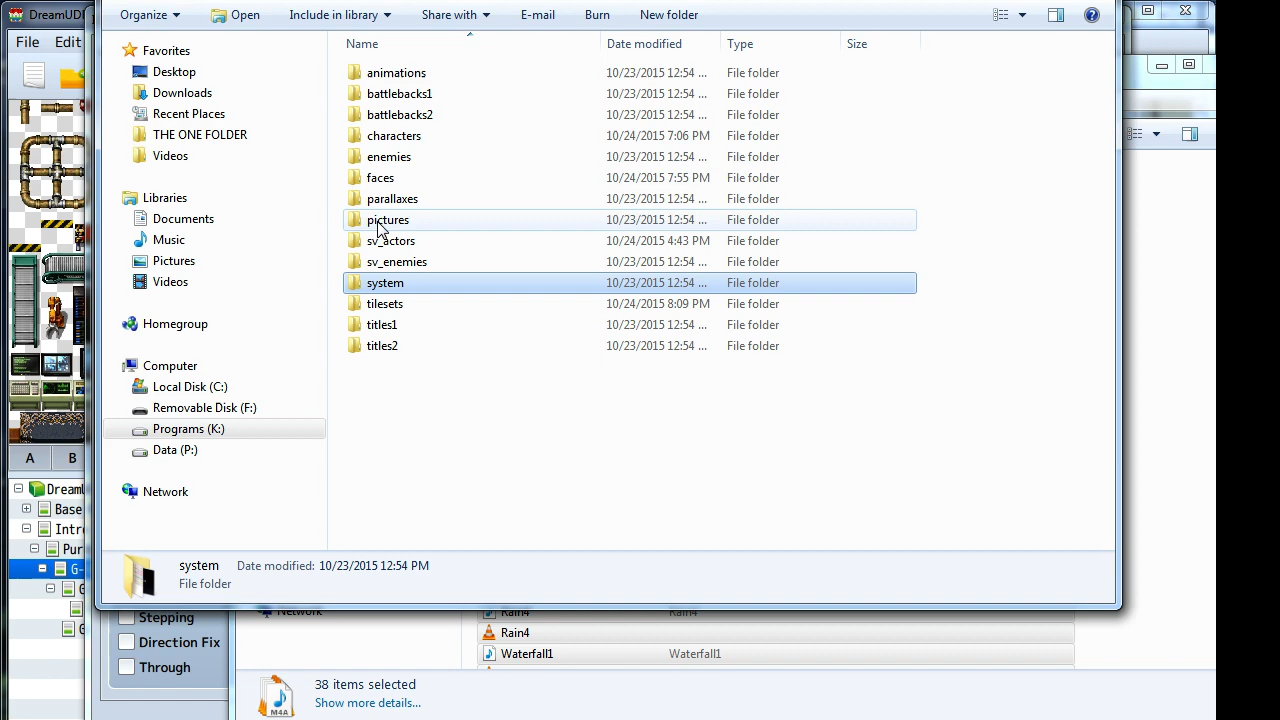 DreamUD
File Edit
Organize Open Include in library Share with E-mail Burn New folder
Name Date modified Type Size
Favorites
Desktop
Downloads
Recent Places
THE ONE FOLDER
Videos
Libraries
Documents
Music
Pictures
Videos
Homegroup
Computer
Local Disk (C:)
Removable Disk (F:)
Programs (K:)
Data (P:)
Network
animations 10/23/2015 12:54 ... File folder
battlebacks1 10/23/2015 12:54 ... File folder
battlebacks2 10/23/2015 12:54 ... File folder
characters 10/24/2015 7:06 PM File folder
enemies 10/23/2015 12:54 ... File folder
faces 10/24/2015 7:55 PM File folder
parallaxes 10/23/2015 12:54 ... File folder
pictures 10/23/2015 12:54 ... File folder
sv_actors 10/24/2015 4:43 PM File folder
sv_enemies 10/23/2015 12:54 ... File folder
system 10/23/2015 12:54 ... File folder
tilesets 10/24/2015 8:09 PM File folder
titles1 10/23/2015 12:54 ... File folder
titles2 10/23/2015 12:54 ... File folder
system Date modified: 10/23/2015 12:54 PM
File folder
A B
Dream
Base
Intro
Pur
G-
G
G
Stepping
Direction Fix
Through
Network
Rain4 Rain4
Rain4
Waterfall1 Waterfall1
38 items selected
Show more details...
M4A